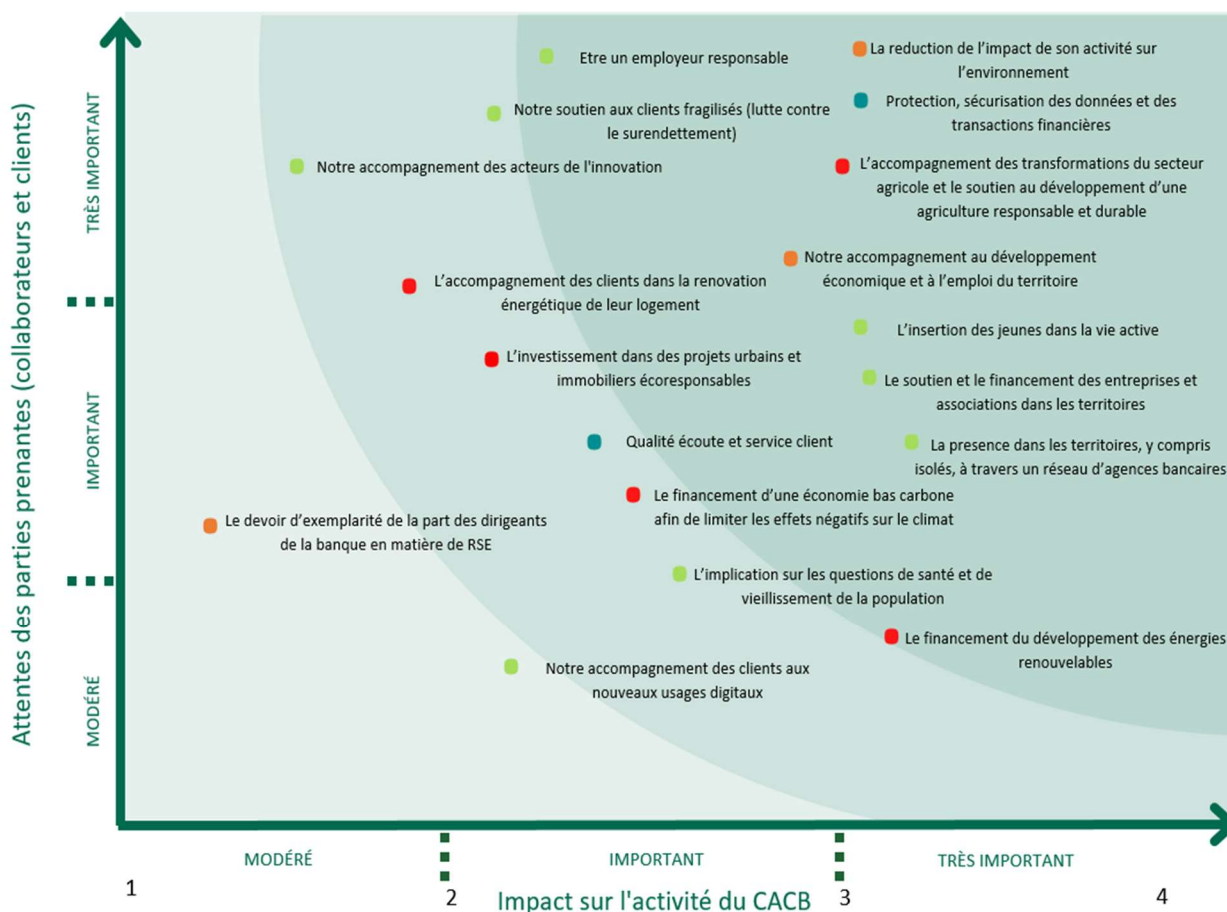 Attentes des parties prenantes (collaborateurs et clients)
TRÈS IMPORTANT
IMPORTANT
MODÉRÉ
Etre un employeur responsable
La reduction de l'impact de son activité sur
l'environnement
Notre soutien aux clients fragilisés (lutte contre
le surendettement)
Protection, sécurisation des données et des
transactions financières
Notre accompagnement des acteurs de l'innovation
L'accompagnement des transformations du secteur
agricole et le soutien au développement d'une
agriculture responsable et durable
Notre accompagnement au développement
économique et à l'emploi du territoire
L'accompagnement des clients dans la renovation
énergétique de leur logement
L'insertion des jeunes dans la vie active
L'investissement dans des projets urbains et
immobiliers écoresponsables
Le soutien et le financement des entreprises et
associations dans les territoires
Qualité écoute et service client
La presence dans les territoires, y compris
isolés, à travers un réseau d'agences bancaires
Le financement d'une économie bas carbone
afin de limiter les effets négatifs sur le climat
Le devoir d'exemplarité de la part des dirigeants
de la banque en matière de RSE
L'implication sur les questions de santé et de
vieillissement de la population
Le financement du développement des énergies
renouvelables
Notre accompagnement des clients aux
nouveaux usages digitaux
MODÉRÉ
IMPORTANT
TRÈS IMPORTANT
1
2
3
4
Impact sur l'activité du CACB